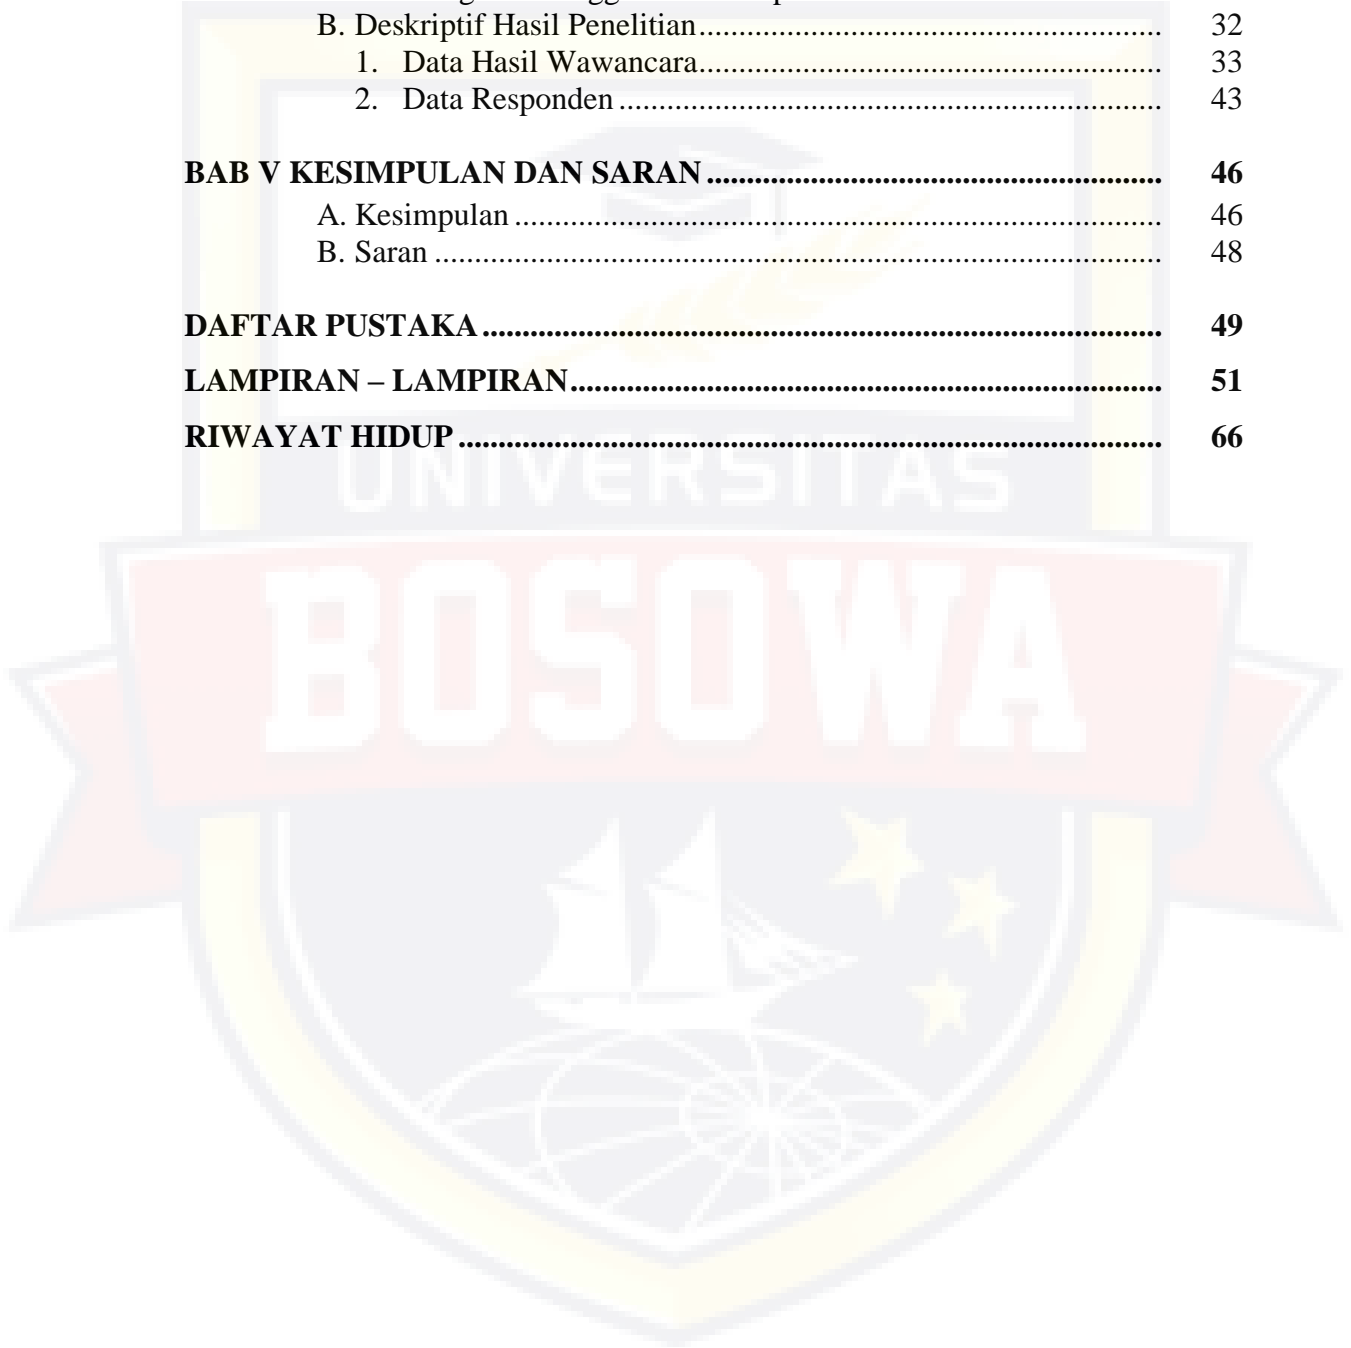 B. Deskriptif Hasil Penelitian........................................................... 32
1. Data Hasil Wawancara........................................................... 33
2. Data Responden ..................................................................... 43
BAB V KESIMPULAN DAN SARAN .......................................................... 46
A. Kesimpulan .................................................................................. 46
B. Saran ............................................................................................ 48
DAFTAR PUSTAKA ...................................................................................... 49
LAMPIRAN – LAMPIRAN........................................................................... 51
RIWAYAT HIDUP ......................................................................................... 66
UNIVERSITAS
BOSOWA